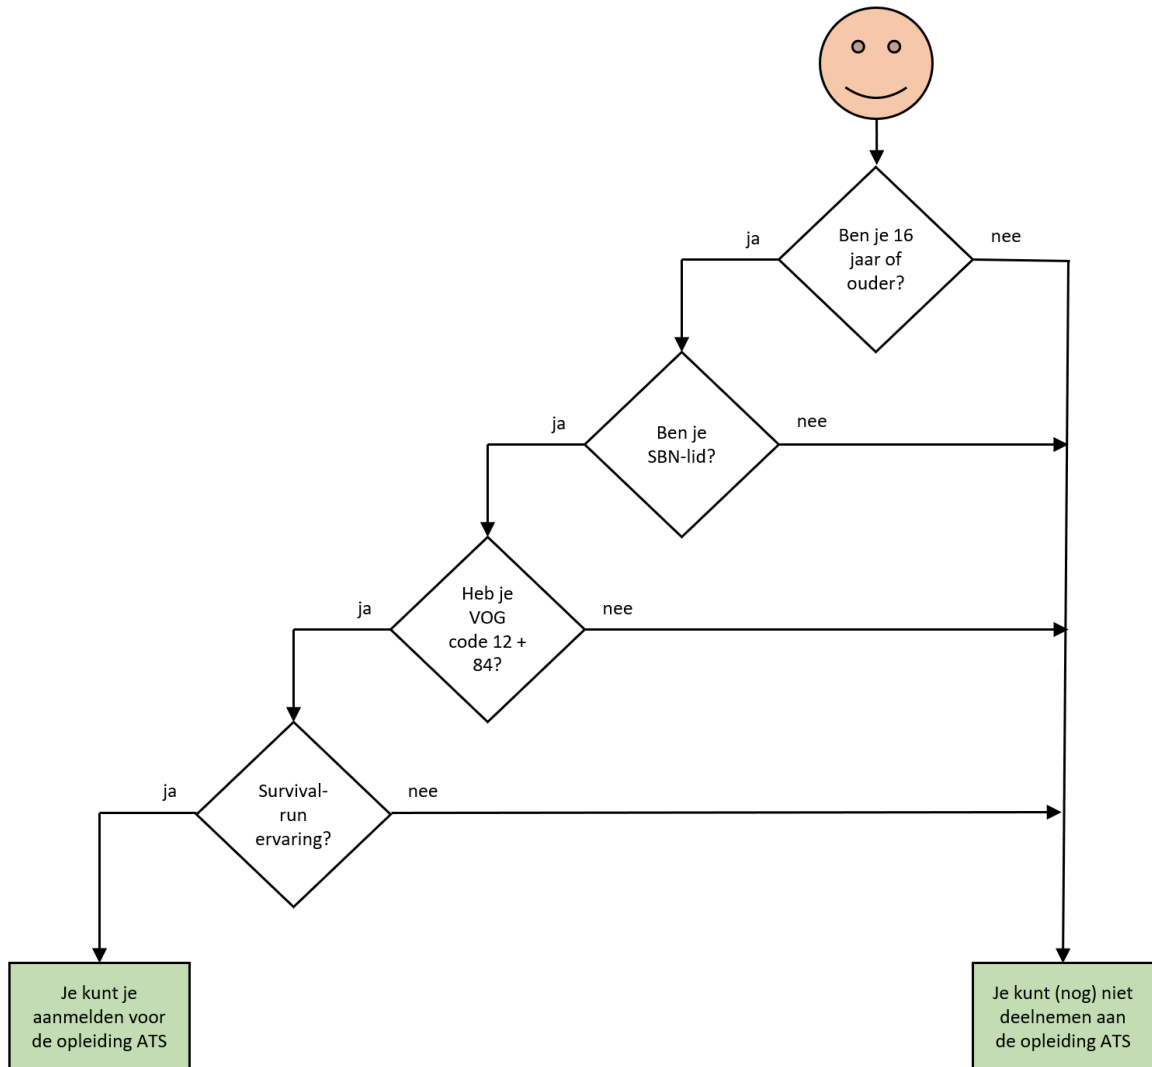 Ben je 16
jaar of
ouder?
ja
nee
Ben je
SBN-lid?
ja
nee
Heb je
VOG
code 12 +
84?
ja
nee
Survival-
run
ervaring?
ja
nee
Je kunt je
aanmelden voor
de opleiding ATS
Je kunt (nog) niet
deelnemen aan
de opleiding ATS